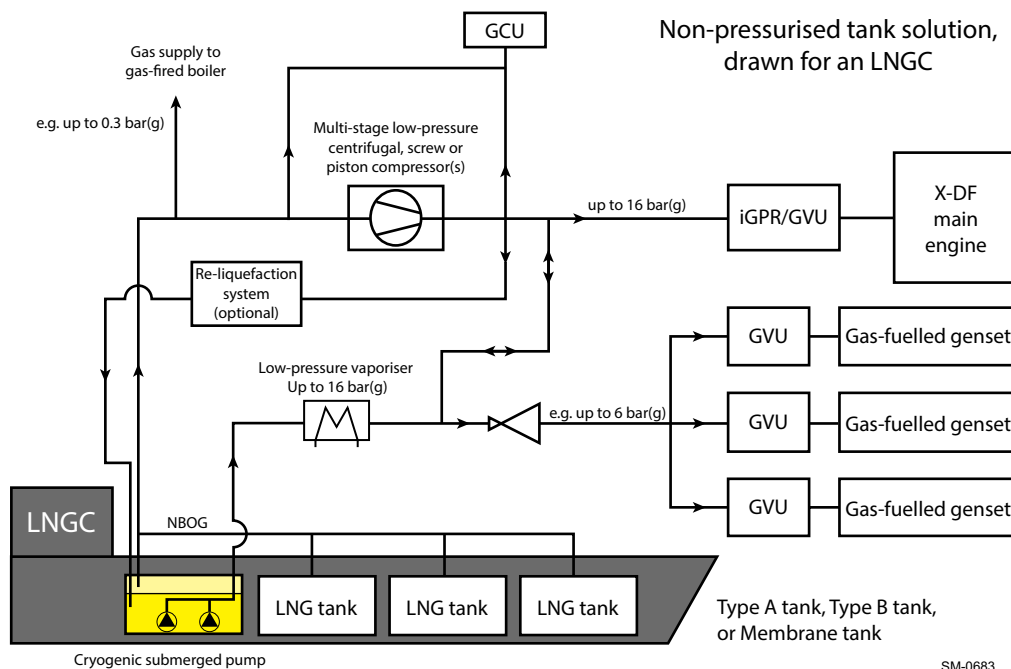 Non-pressurised tank solution,
drawn for an LNGC
GCU
Gas supply to
gas-fired boiler
e.g. up to 0.3 bar(g)
Multi-stage low-pressure
centrifugal, screw or
piston compressor(s)
up to 16 bar(g)
iGPR/GVU
X-DF
main
engine
Re-liquefaction
system
(optional)
Low-pressure vaporiser
Up to 16 bar(g)
e.g. up to 6 bar(g)
GVU
Gas-fuelled genset
GVU
Gas-fuelled genset
GVU
Gas-fuelled genset
LNGC
NBOG
LNG tank
LNG tank
LNG tank
Type A tank, Type B tank,
or Membrane tank
Cryogenic submerged pump
SM-0683